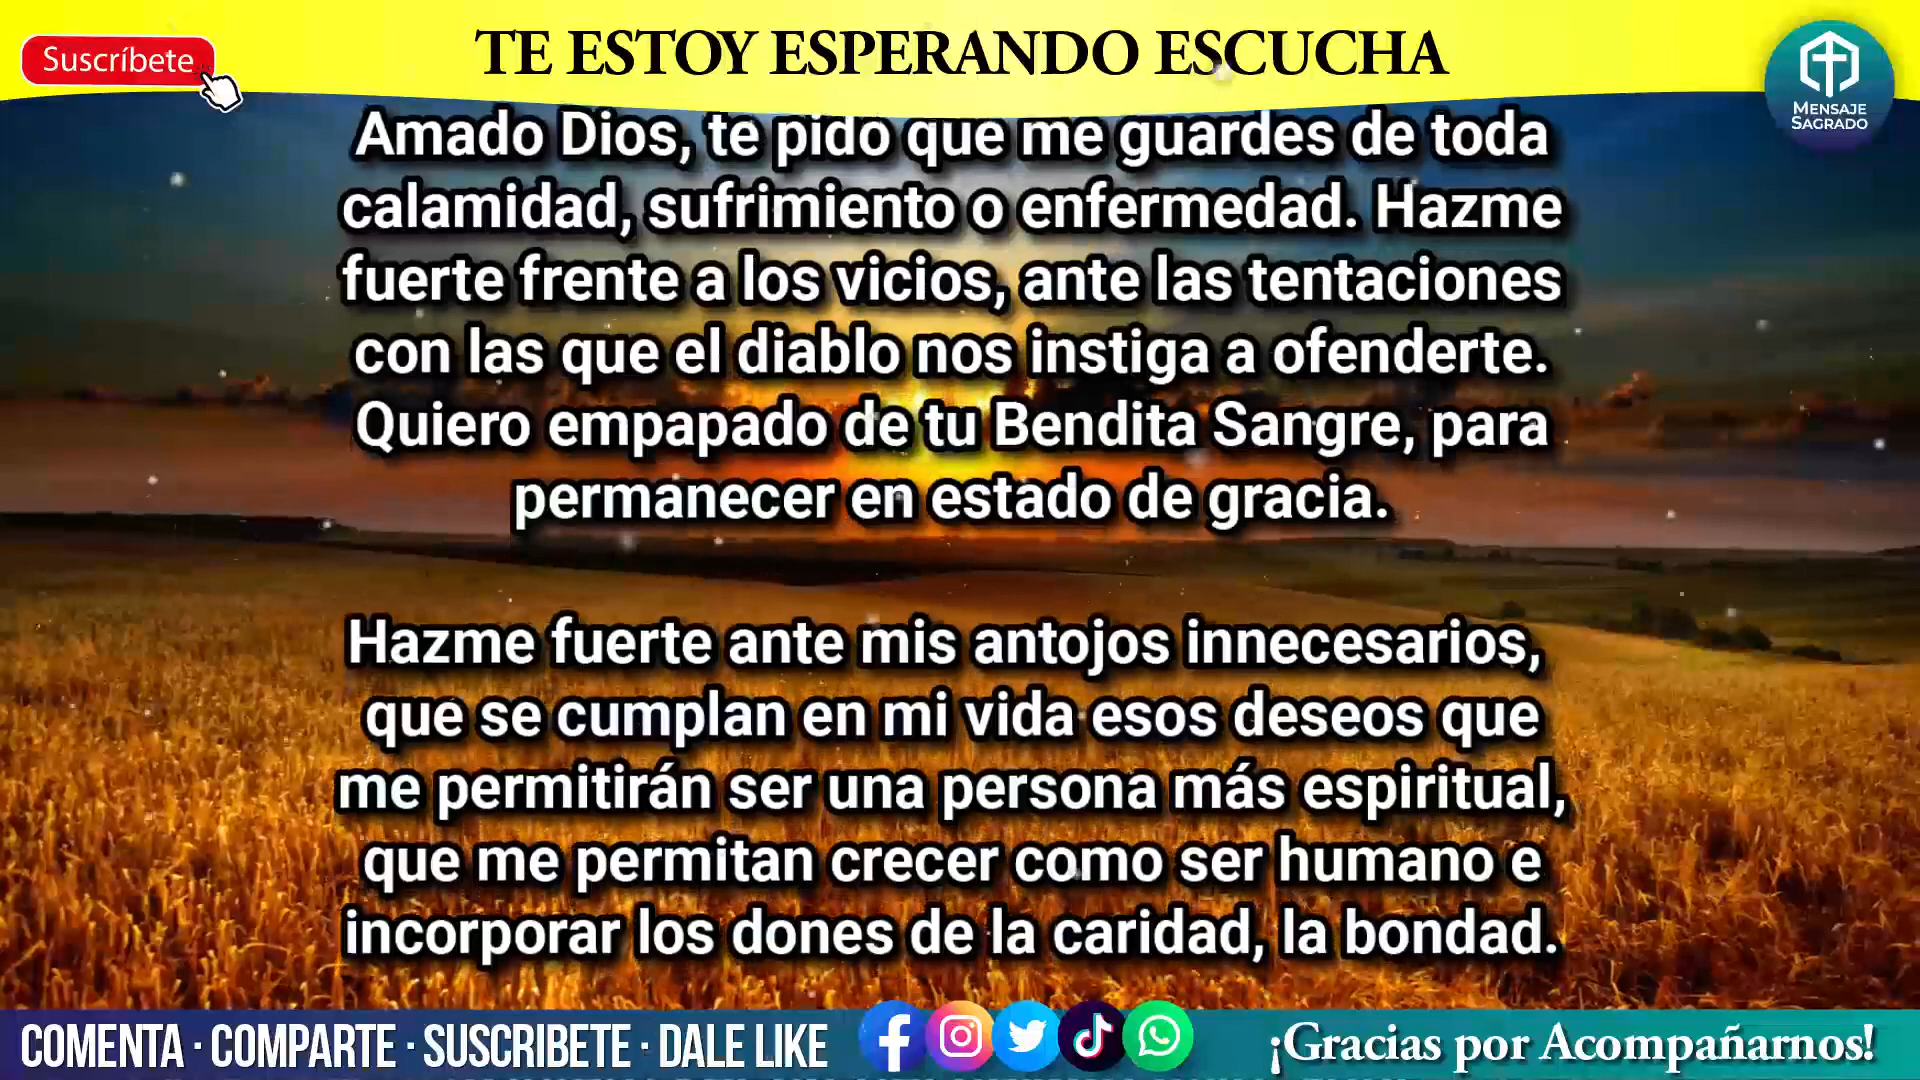 Suscríbete
TE ESTOY ESPERANDO ESCUCHA
MENSAJE
SAGRADO
Amado Dios, te pido que me guardes de toda
calamidad, sufrimiento o enfermedad. Hazme
fuerte frente a los vicios, ante las tentaciones
con las que el diablo nos instiga a ofenderte.
Quiero empapado de tu Bendita Sangre, para
permanecer en estado de gracia.
Hazme fuerte ante mis antojos innecesarios,
que se cumplan en mi vida esos deseos que
me permitirán ser una persona más espiritual,
que me permitan crecer como ser humano e
incorporar los dones de la caridad, la bondad.
COMENTA · COMPARTE · SUSCRIBETE · DALE LIKE
¡Gracias por Acompañarnos!